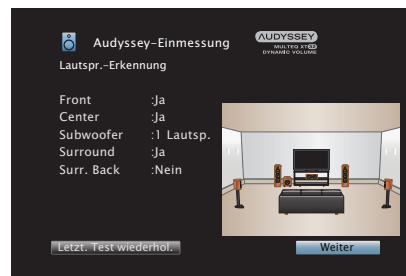 Audyssey-Einmessung
AUDYSSEY
MULTEQ XT32
DYNAMIC VOLUME
Lautspr.-Erkennung
Front :Ja
Center :Ja
Subwoofer :1 Lautsp.
Surround :Ja
Surr. Back :Nein
Letzt. Test wiederhol.
Weiter